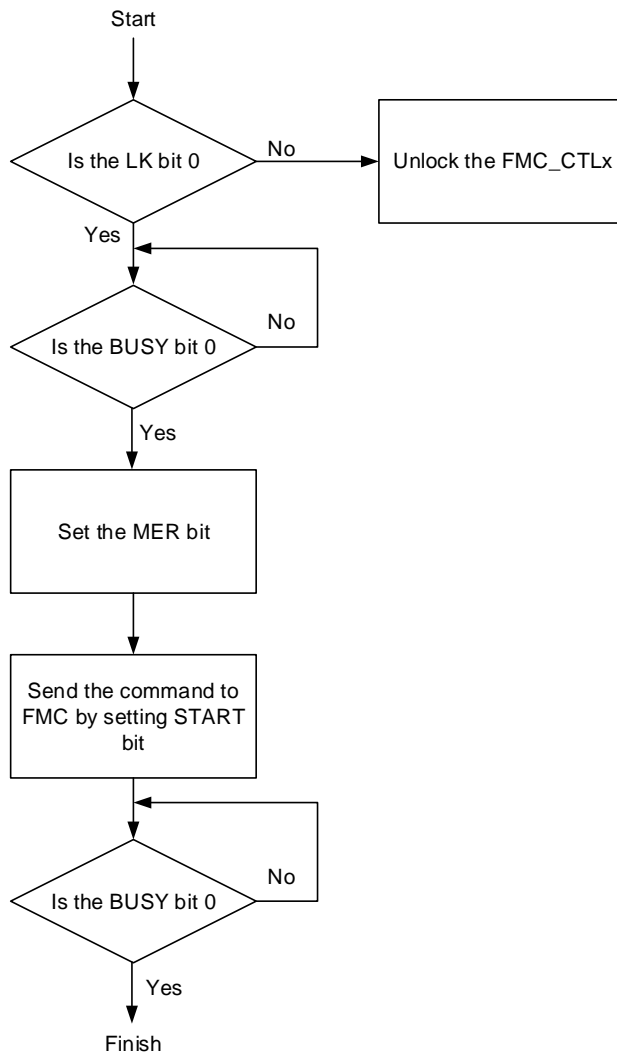 Start
Is the LK bit 0
No
Unlock the FMC_CTLx
Yes
Is the BUSY bit 0
No
Yes
Set the MER bit
Send the command to
FMC by setting START
bit
Is the BUSY bit 0
No
Yes
Finish